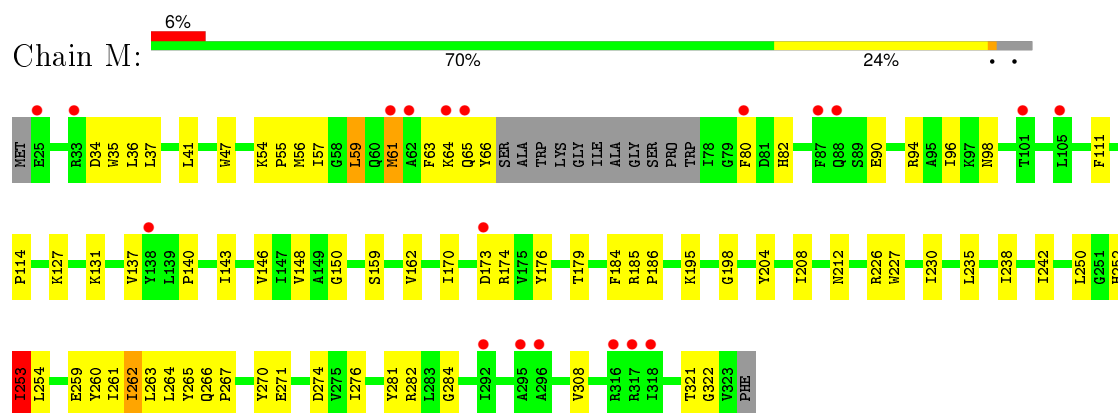 6%
Chain M:
70% 24% • •
MET E25 R33 D34 W35 L36 L37 L41 W47 K54 P55 M56 I57 G58 L59 Q60 M61 A62 F63 K64 Q65 Y66 SER ALA TRP LYS GLY ILE ALA GLY SER PRO TRP I78 G79 F80 D81 H82 F87 Q88 S89 E90 R94 A95 I96 K97 N98 T101 L105 F111
P114 K127 K131 V137 Y138 L139 P140 I143 V146 I147 V148 A149 G150 S159 V162 I170 D173 R174 V175 Y176 T179 F184 R185 P186 K195 G198 Y204 I208 N212 R226 W227 I230 L235 I238 I242 L250 G251 H252
I253 L254 E259 Y260 I261 I262 L263 L264 Y265 Q266 P267 Y270 E271 D274 V275 I276 Y281 R282 L283 G284 I292 A295 A296 V308 R316 R317 I318 T321 G322 V323 PHE